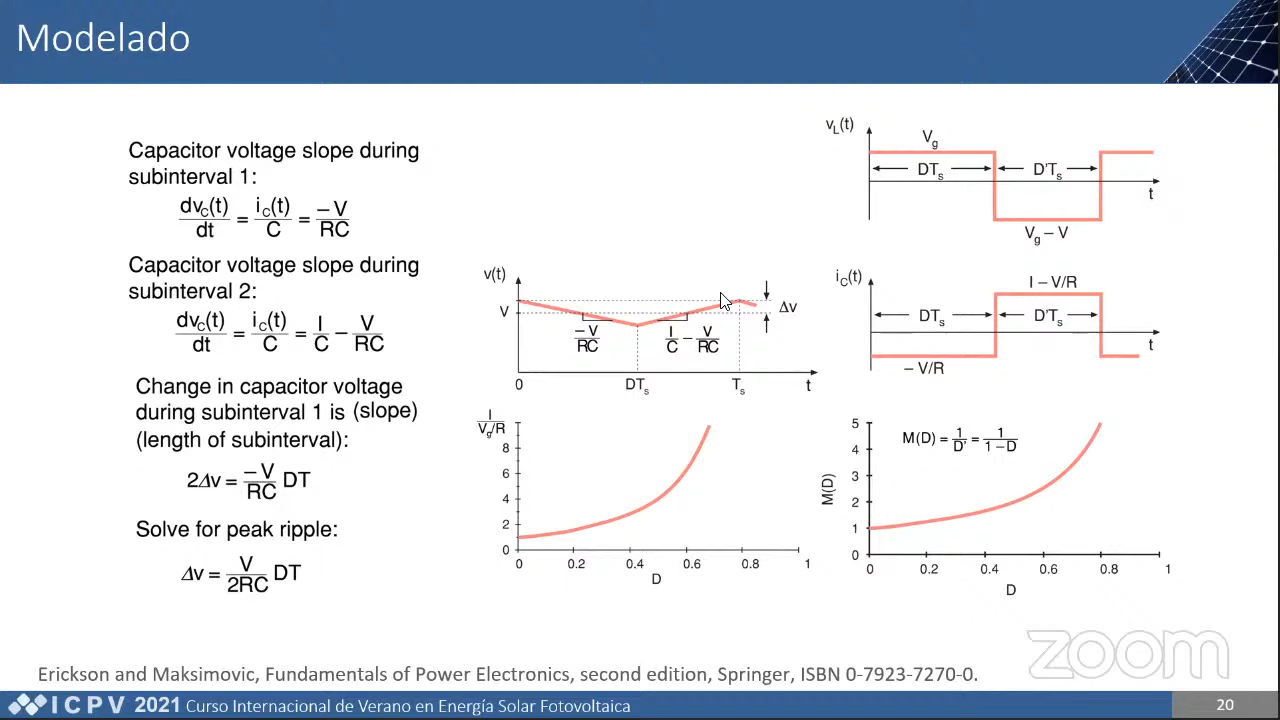 Modelado
Capacitor voltage slope during
subinterval 1:
dv_C(t)/dt = i_C(t)/C = −V/RC
Capacitor voltage slope during
subinterval 2:
dv_C(t)/dt = i_C(t)/C = I/C − V/RC
Change in capacitor voltage
during subinterval 1 is (slope)
(length of subinterval):
2Δv = −V/RC DT
Solve for peak ripple:
Δv = V/2RC DT
v(t)
V
Δv
−V/RC
I/C − V/RC
0 DT_s T_s t
I/(V_g/R)
8
6
4
2
0
0 0.2 0.4 0.6 0.8 1
D
v_L(t)
V_g
DT_s D'T_s
t
V_g − V
i_C(t)
I − V/R
DT_s D'T_s
t
− V/R
M(D) = 1/D' = 1/(1−D)
M(D)
5
4
3
2
1
0
0 0.2 0.4 0.6 0.8 1
D
zoom
Erickson and Maksimovic, Fundamentals of Power Electronics, second edition, Springer, ISBN 0-7923-7270-0.
ICPV 2021 Curso Internacional de Verano en Energía Solar Fotovoltaica
20